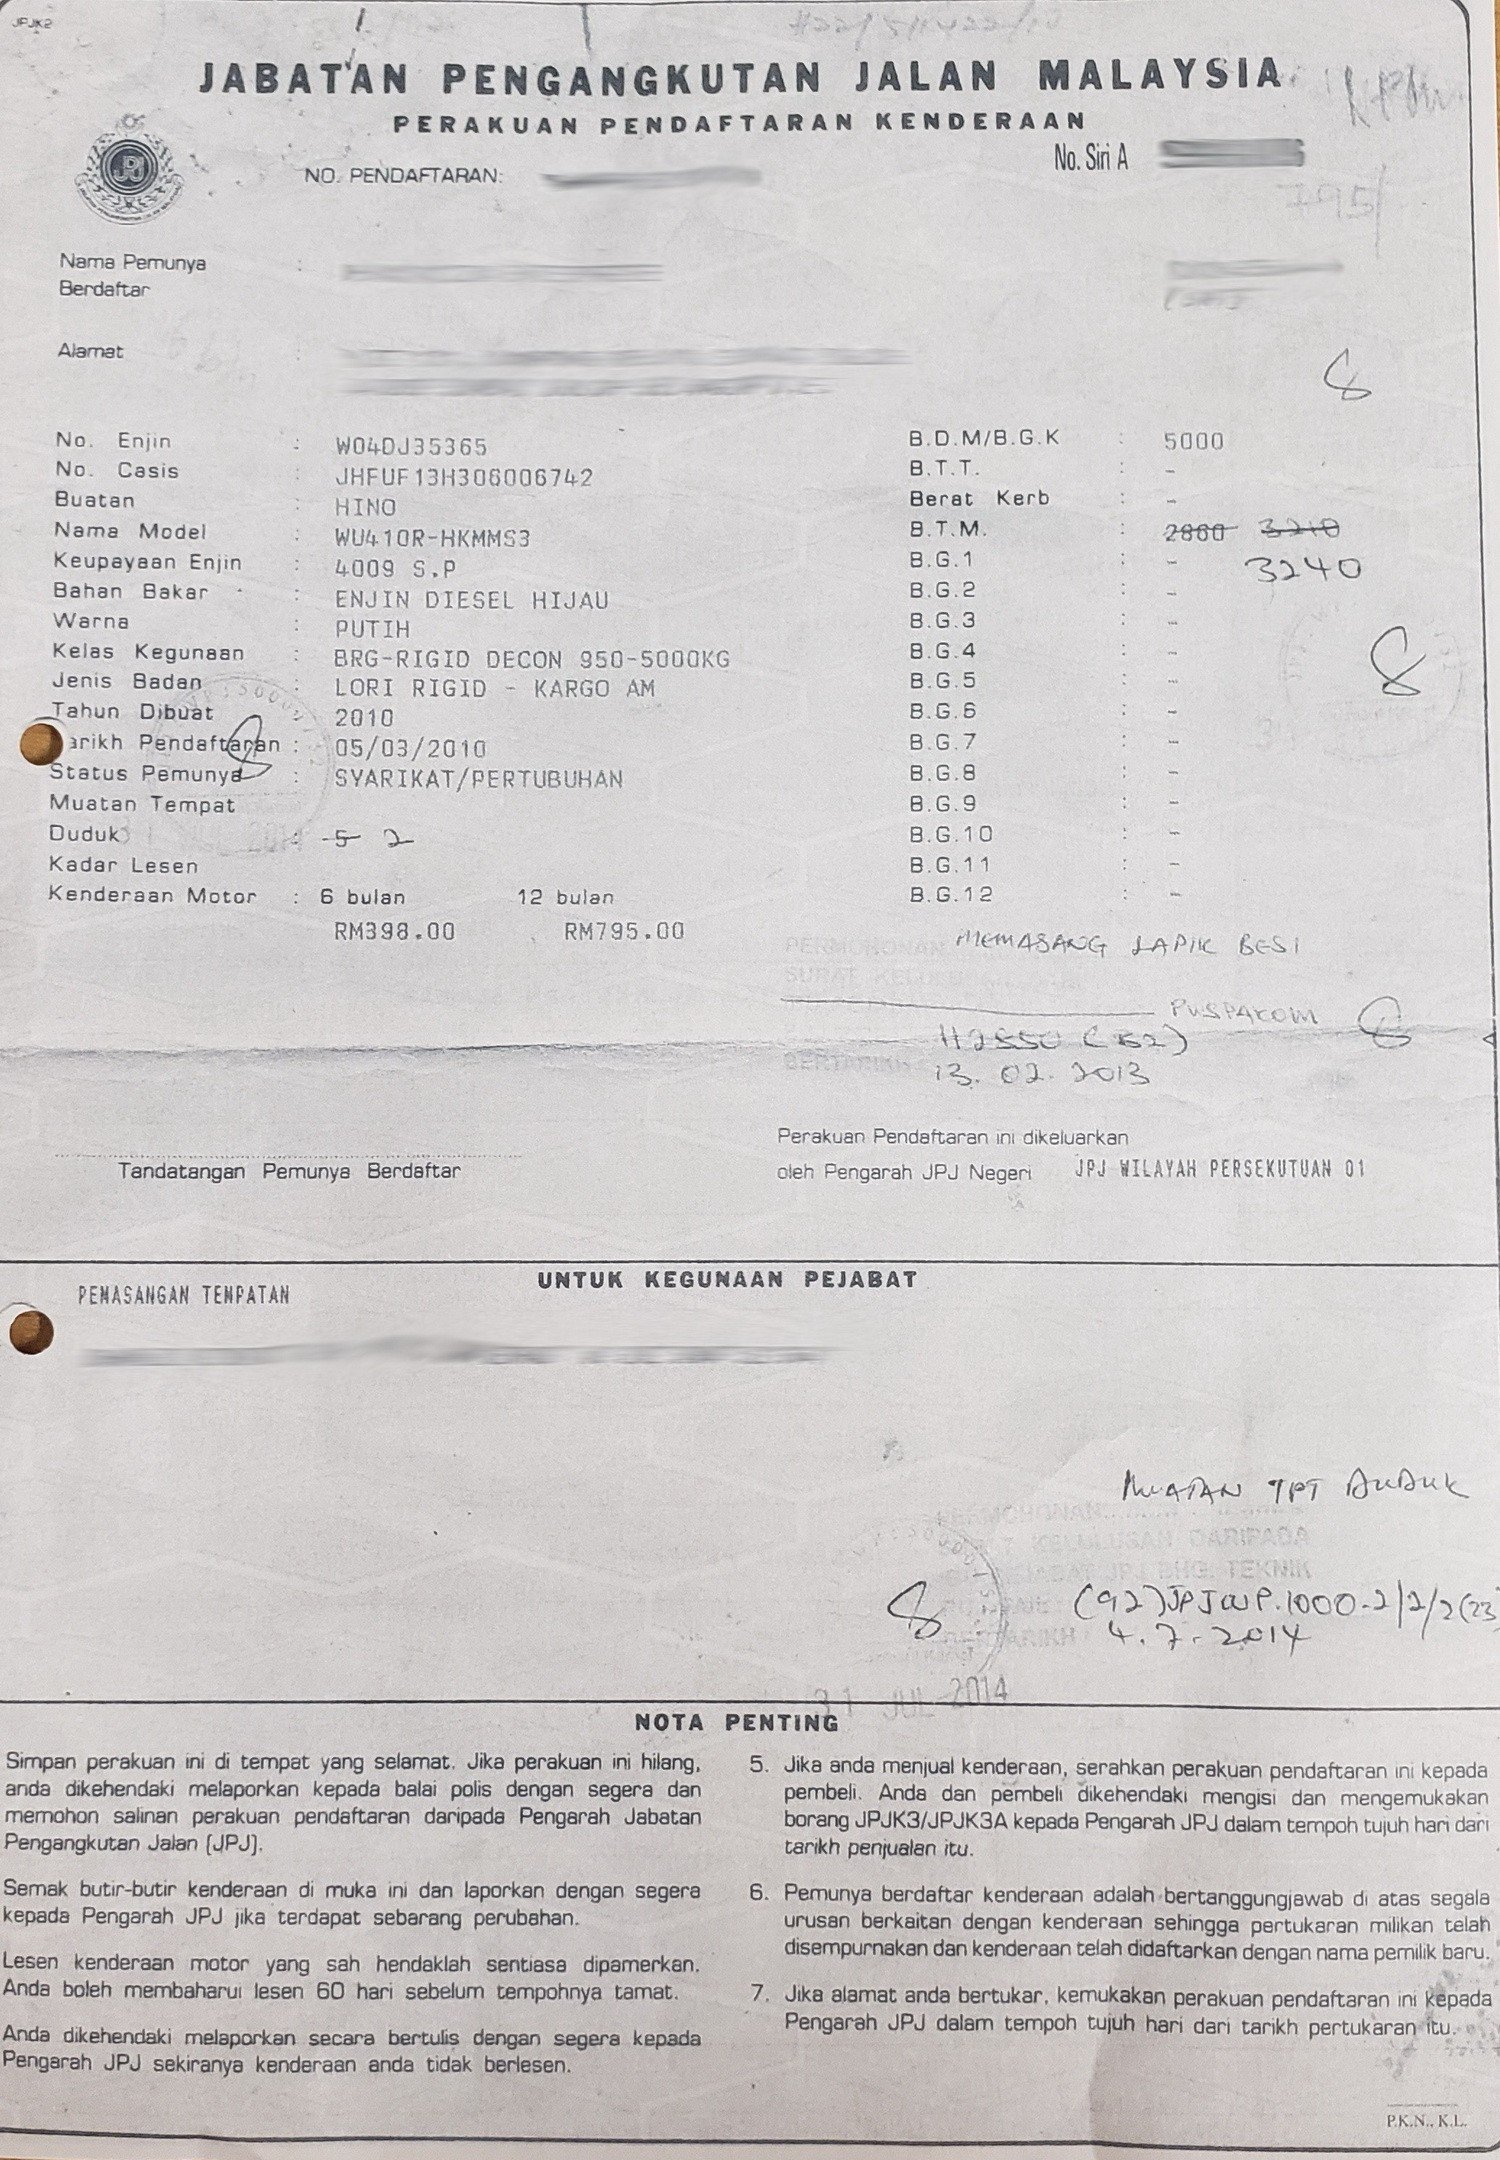 JPJK2
JABATAN PENGANGKUTAN JALAN MALAYSIA
PERAKUAN PENDAFTARAN KENDERAAN
No. Siri A
JPJ
NO. PENDAFTARAN:
Nama Pemunya :
Berdaftar
Alamat :
No. Enjin : W04DJ35365
No. Casis : JHFUF13H306006742
Buatan : HINO
Nama Model : WU410R-HKMMS3
Keupayaan Enjin : 4009 S.P
Bahan Bakar : ENJIN DIESEL HIJAU
Warna : PUTIH
Kelas Kegunaan : BRG-RIGID DECON 950-5000KG
Jenis Badan : LORI RIGID - KARGO AM
Tahun Dibuat : 2010
arikh Pendaftaran : 05/03/2010
Status Pemunya : SYARIKAT/PERTUBUHAN
Muatan Tempat
Duduk : 5 2
Kadar Lesen
Kenderaan Motor : 6 bulan 12 bulan
RM398.00 RM795.00
B.D.M/B.G.K : 5000
B.T.T. : -
Berat Kerb : -
B.T.M. : 2860 3210
B.G.1 : - 3240
B.G.2 : -
B.G.3 : -
B.G.4 : -
B.G.5 : -
B.G.6 : -
B.G.7 : -
B.G.8 : -
B.G.9 : -
B.G.10 : -
B.G.11 : -
B.G.12 : -
PERMOHONAN MEMASANG LAPIK BESI
PUSPAKOM
BERTARIKH 13. 02. 2013
Perakuan Pendaftaran ini dikeluarkan
Tandatangan Pemunya Berdaftar
oleh Pengarah JPJ Negeri JPJ WILAYAH PERSEKUTUAN 01
UNTUK KEGUNAAN PEJABAT
PEMASANGAN TEMPATAN
MUATAN TPT DUDUK
KELULUSAN DARIPADA
JPJ BHG. TEKNIK
(92)JPJ(W)P.1000-2/2/2(23
BERTARIKH 4. 7. 2014
31 JUL 2014
NOTA PENTING
Simpan perakuan ini di tempat yang selamat. Jika perakuan ini hilang,
anda dikehendaki melaporkan kepada balai polis dengan segera dan
memohon salinan perakuan pendaftaran daripada Pengarah Jabatan
Pengangkutan Jalan (JPJ).
Semak butir-butir kenderaan di muka ini dan laporkan dengan segera
kepada Pengarah JPJ jika terdapat sebarang perubahan.
Lesen kenderaan motor yang sah hendaklah sentiasa dipamerkan.
Anda boleh membaharui lesen 60 hari sebelum tempohnya tamat.
Anda dikehendaki melaporkan secara bertulis dengan segera kepada
Pengarah JPJ sekiranya kenderaan anda tidak berlesen.
5. Jika anda menjual kenderaan, serahkan perakuan pendaftaran ini kepada
pembeli. Anda dan pembeli dikehendaki mengisi dan mengemukakan
borang JPJK3/JPJK3A kepada Pengarah JPJ dalam tempoh tujuh hari dari
tarikh penjualan itu.
6. Pemunya berdaftar kenderaan adalah bertanggungjawab di atas segala
urusan berkaitan dengan kenderaan sehingga pertukaran milikan telah
disempurnakan dan kenderaan telah didaftarkan dengan nama pemilik baru.
7. Jika alamat anda bertukar, kemukakan perakuan pendaftaran ini kepada
Pengarah JPJ dalam tempoh tujuh hari dari tarikh pertukaran itu.
P.K.N., K.L.